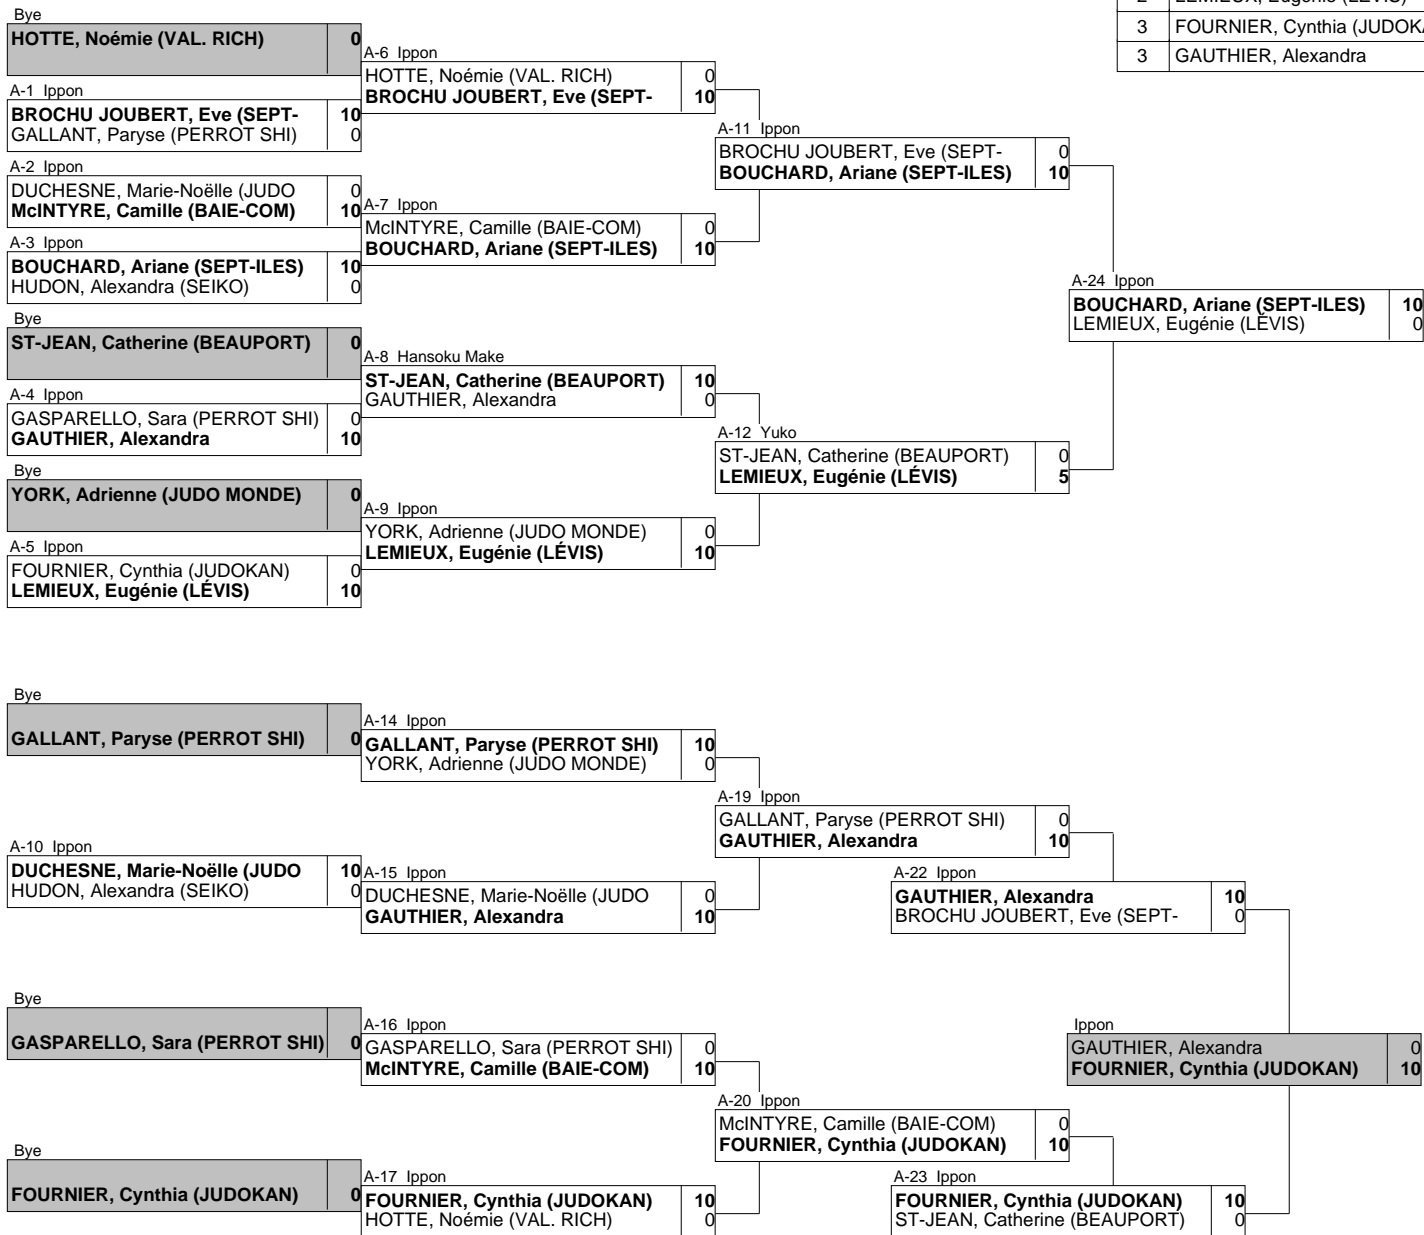 2 LEMIEUX, Eugénie (LÉVIS)
3 FOURNIER, Cynthia (JUDOKA
3 GAUTHIER, Alexandra
Bye
HOTTE, Noémie (VAL. RICH) 0
A-1 Ippon
BROCHU JOUBERT, Eve (SEPT- 10
GALLANT, Paryse (PERROT SHI) 0
A-2 Ippon
DUCHESNE, Marie-Noëlle (JUDO 0
McINTYRE, Camille (BAIE-COM) 10
A-3 Ippon
BOUCHARD, Ariane (SEPT-ILES) 10
HUDON, Alexandra (SEIKO) 0
Bye
ST-JEAN, Catherine (BEAUPORT) 0
A-4 Ippon
GASPARELLO, Sara (PERROT SHI) 0
GAUTHIER, Alexandra 10
Bye
YORK, Adrienne (JUDO MONDE) 0
A-5 Ippon
FOURNIER, Cynthia (JUDOKAN) 0
LEMIEUX, Eugénie (LÉVIS) 10
A-6 Ippon
HOTTE, Noémie (VAL. RICH) 0
BROCHU JOUBERT, Eve (SEPT- 10
A-7 Ippon
McINTYRE, Camille (BAIE-COM) 0
BOUCHARD, Ariane (SEPT-ILES) 10
A-8 Hansoku Make
ST-JEAN, Catherine (BEAUPORT) 10
GAUTHIER, Alexandra 0
A-9 Ippon
YORK, Adrienne (JUDO MONDE) 0
LEMIEUX, Eugénie (LÉVIS) 10
A-11 Ippon
BROCHU JOUBERT, Eve (SEPT- 0
BOUCHARD, Ariane (SEPT-ILES) 10
A-12 Yuko
ST-JEAN, Catherine (BEAUPORT) 0
LEMIEUX, Eugénie (LÉVIS) 5
A-24 Ippon
BOUCHARD, Ariane (SEPT-ILES) 10
LEMIEUX, Eugénie (LÉVIS) 0
Bye
GALLANT, Paryse (PERROT SHI) 0
A-10 Ippon
DUCHESNE, Marie-Noëlle (JUDO 10
HUDON, Alexandra (SEIKO) 0
Bye
GASPARELLO, Sara (PERROT SHI) 0
Bye
FOURNIER, Cynthia (JUDOKAN) 0
A-14 Ippon
GALLANT, Paryse (PERROT SHI) 10
YORK, Adrienne (JUDO MONDE) 0
A-15 Ippon
DUCHESNE, Marie-Noëlle (JUDO 0
GAUTHIER, Alexandra 10
A-16 Ippon
GASPARELLO, Sara (PERROT SHI) 0
McINTYRE, Camille (BAIE-COM) 10
A-17 Ippon
FOURNIER, Cynthia (JUDOKAN) 10
HOTTE, Noémie (VAL. RICH) 0
A-19 Ippon
GALLANT, Paryse (PERROT SHI) 0
GAUTHIER, Alexandra 10
A-20 Ippon
McINTYRE, Camille (BAIE-COM) 0
FOURNIER, Cynthia (JUDOKAN) 10
A-22 Ippon
GAUTHIER, Alexandra 10
BROCHU JOUBERT, Eve (SEPT- 0
A-23 Ippon
FOURNIER, Cynthia (JUDOKAN) 10
ST-JEAN, Catherine (BEAUPORT) 0
Ippon
GAUTHIER, Alexandra 0
FOURNIER, Cynthia (JUDOKAN) 10